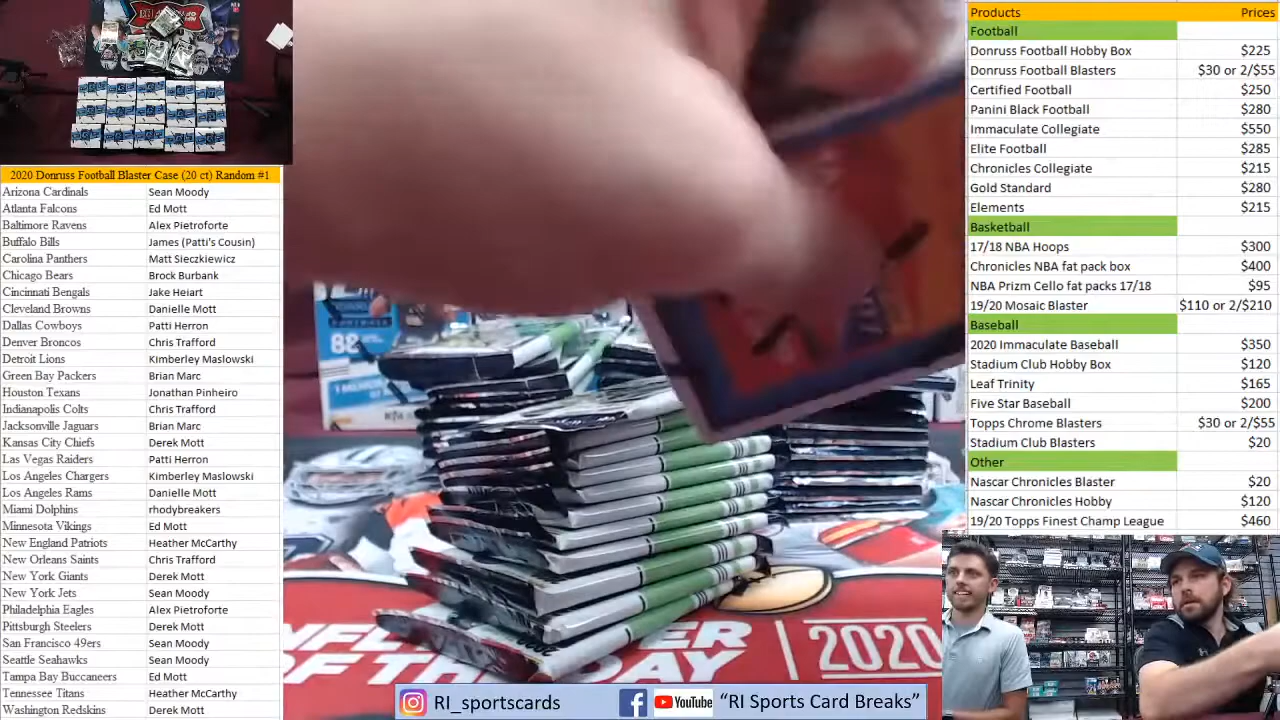 2020 Donruss Football Blaster Case (20 ct) Random #1
Arizona Cardinals Sean Moody
Atlanta Falcons Ed Mott
Baltimore Ravens Alex Pietroforte
Buffalo Bills James (Patti's Cousin)
Carolina Panthers Matt Sieczkiewicz
Chicago Bears Brock Burbank
Cincinnati Bengals Jake Heiart
Cleveland Browns Danielle Mott
Dallas Cowboys Patti Herron
Denver Broncos Chris Trafford
Detroit Lions Kimberley Maslowski
Green Bay Packers Brian Marc
Houston Texans Jonathan Pinheiro
Indianapolis Colts Chris Trafford
Jacksonville Jaguars Brian Marc
Kansas City Chiefs Derek Mott
Las Vegas Raiders Patti Herron
Los Angeles Chargers Kimberley Maslowski
Los Angeles Rams Danielle Mott
Miami Dolphins rhodybreakers
Minnesota Vikings Ed Mott
New England Patriots Heather McCarthy
New Orleans Saints Chris Trafford
New York Giants Derek Mott
New York Jets Sean Moody
Philadelphia Eagles Alex Pietroforte
Pittsburgh Steelers Derek Mott
San Francisco 49ers Sean Moody
Seattle Seahawks Sean Moody
Tampa Bay Buccaneers Ed Mott
Tennessee Titans Heather McCarthy
Washington Redskins Derek Mott
88
2020
RI_sportscards
YouTube "RI Sports Card Breaks"
Products Prices
Football
Donruss Football Hobby Box $225
Donruss Football Blasters $30 or 2/$55
Certified Football $250
Panini Black Football $280
Immaculate Collegiate $550
Elite Football $285
Chronicles Collegiate $215
Gold Standard $280
Elements $215
Basketball
17/18 NBA Hoops $300
Chronicles NBA fat pack box $400
NBA Prizm Cello fat packs 17/18 $95
19/20 Mosaic Blaster $110 or 2/$210
Baseball
2020 Immaculate Baseball $350
Stadium Club Hobby Box $120
Leaf Trinity $165
Five Star Baseball $200
Topps Chrome Blasters $30 or 2/$55
Stadium Club Blasters $20
Other
Nascar Chronicles Blaster $20
Nascar Chronicles Hobby $120
19/20 Topps Finest Champ League $460